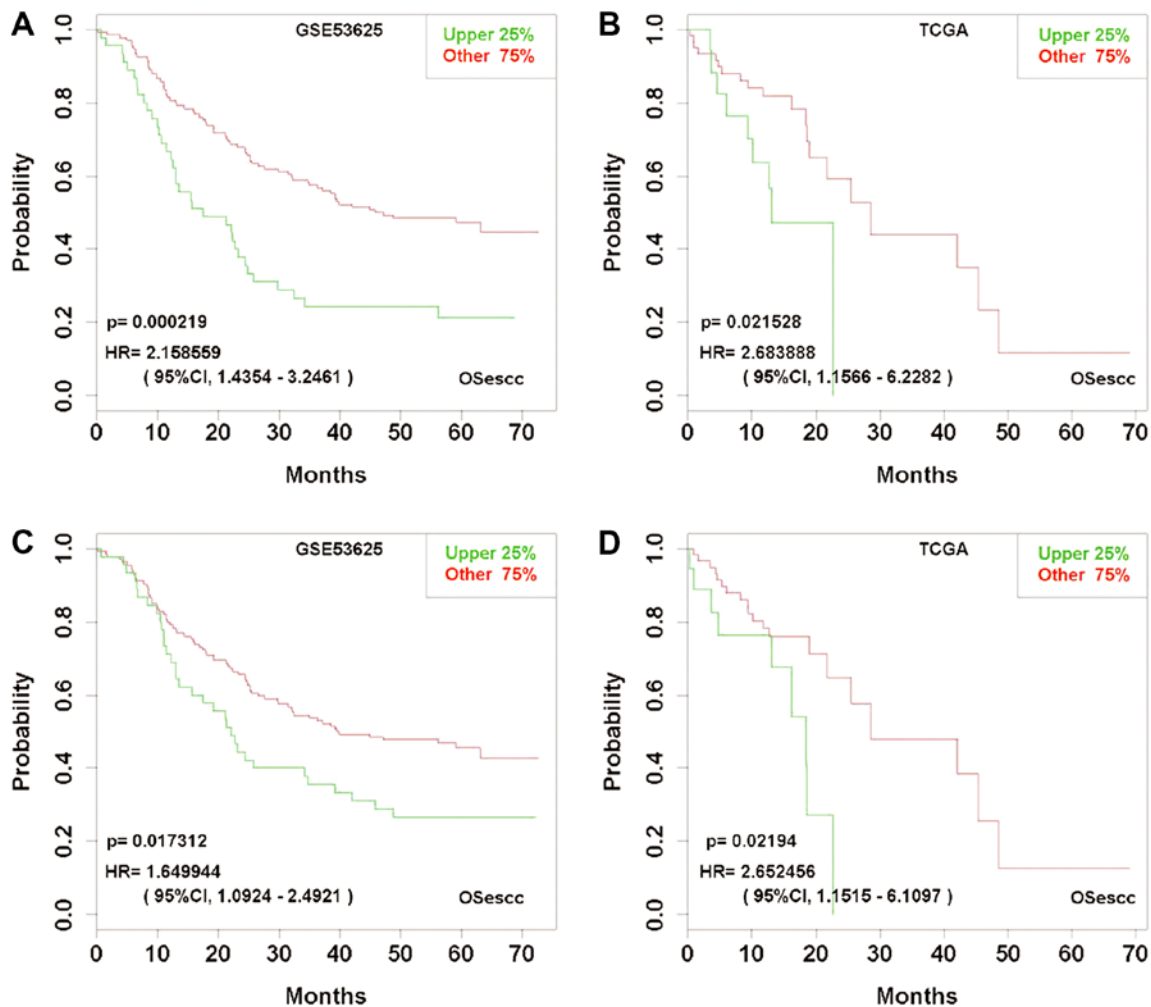 A
GSE53625
Upper 25%
Other 75%
Probability
1.0
0.8
0.6
0.4
0.2
0.0
p= 0.000219
HR= 2.158559
( 95%CI, 1.4354 - 3.2461 )
OSescc
0 10 20 30 40 50 60 70
Months
B
TCGA
Upper 25%
Other 75%
Probability
1.0
0.8
0.6
0.4
0.2
0.0
p= 0.021528
HR= 2.683888
( 95%CI, 1.1566 - 6.2282 )
OSescc
0 10 20 30 40 50 60 70
Months
C
GSE53625
Upper 25%
Other 75%
Probability
1.0
0.8
0.6
0.4
0.2
0.0
p= 0.017312
HR= 1.649944
( 95%CI, 1.0924 - 2.4921 )
OSescc
0 10 20 30 40 50 60 70
Months
D
TCGA
Upper 25%
Other 75%
Probability
1.0
0.8
0.6
0.4
0.2
0.0
p= 0.02194
HR= 2.652456
( 95%CI, 1.1515 - 6.1097 )
OSescc
0 10 20 30 40 50 60 70
Months